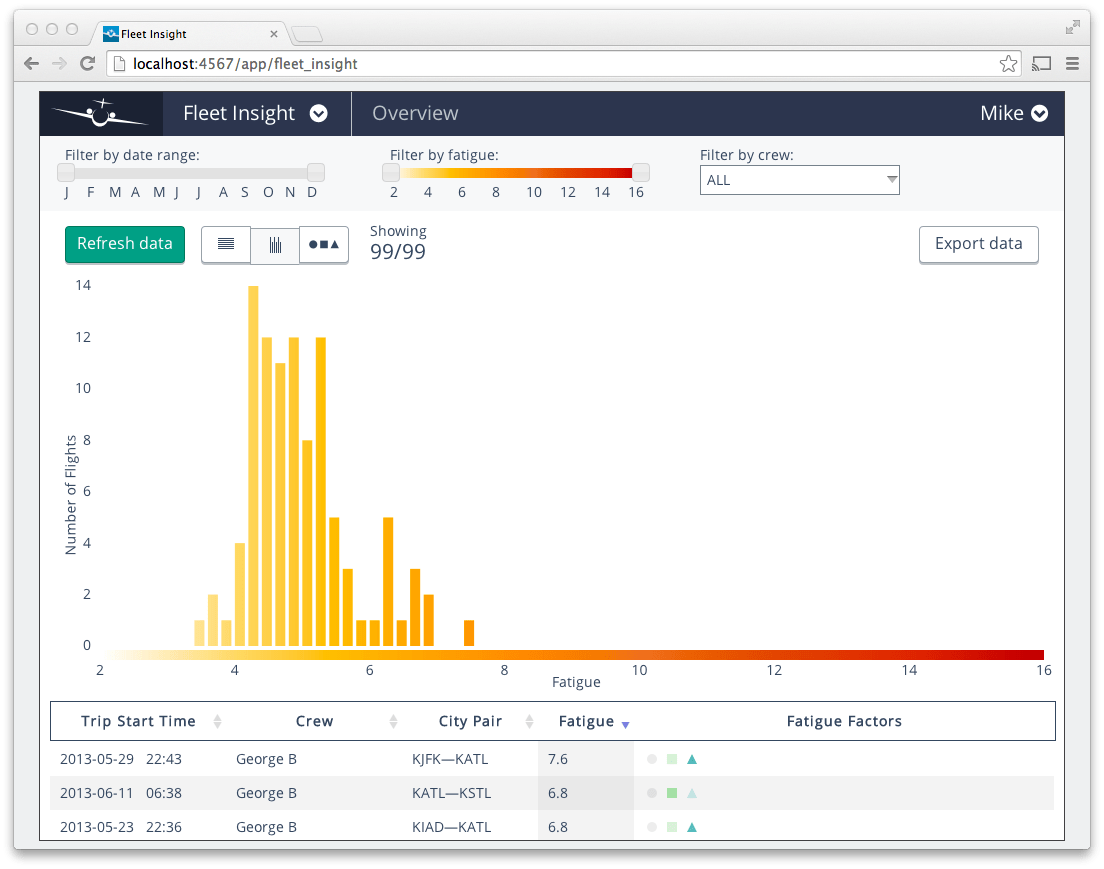 Fleet Insight
localhost:4567/app/fleet_insight
Fleet Insight Overview Mike
Filter by date range: Filter by fatigue: Filter by crew:
ALL
J F M A M J J A S O N D 2 4 6 8 10 12 14 16
Refresh data Showing Export data
99/99
14
12
10
8
6
4
2
0
Number of Flights
2 4 6 8 10 12 14 16
Fatigue
Trip Start Time Crew City Pair Fatigue Fatigue Factors
2013-05-29 22:43 George B KJFK—KATL 7.6
2013-06-11 06:38 George B KATL—KSTL 6.8
2013-05-23 22:36 George B KIAD—KATL 6.8